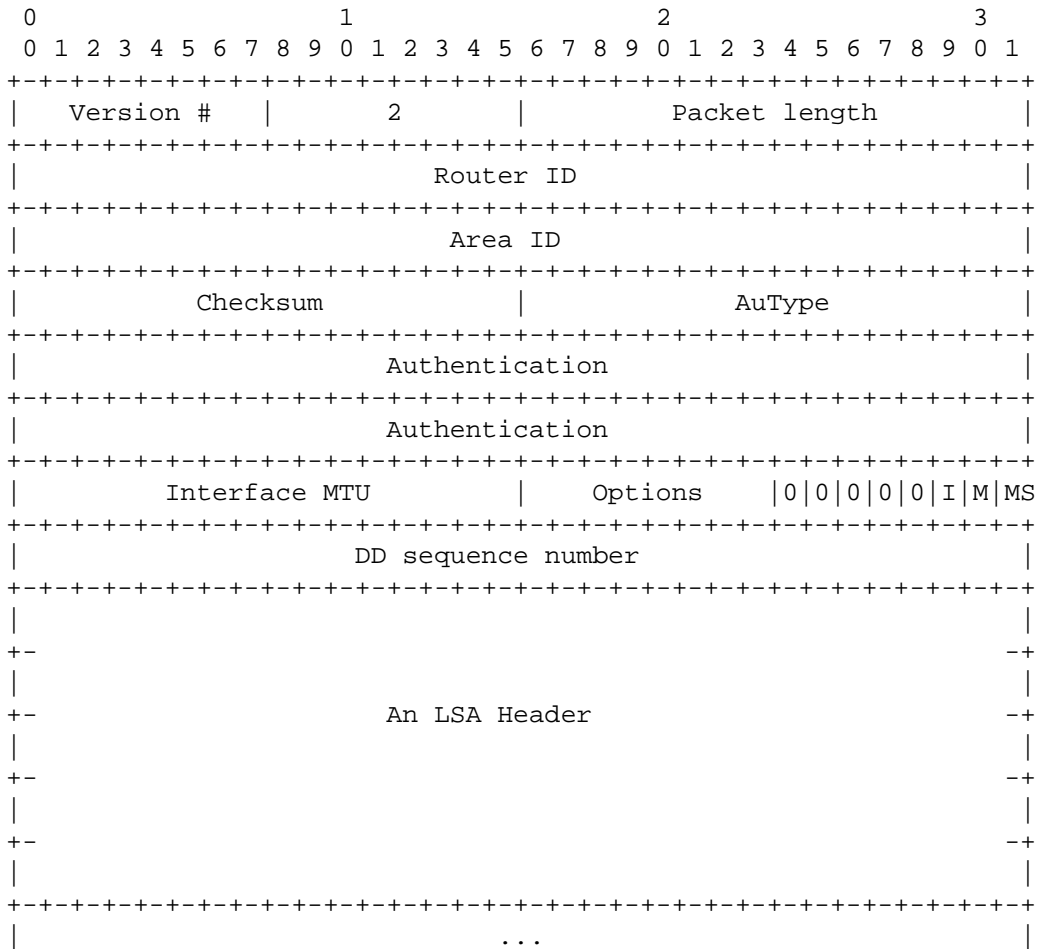 0                   1                   2                   3
 0 1 2 3 4 5 6 7 8 9 0 1 2 3 4 5 6 7 8 9 0 1 2 3 4 5 6 7 8 9 0 1
+-+-+-+-+-+-+-+-+-+-+-+-+-+-+-+-+-+-+-+-+-+-+-+-+-+-+-+-+-+-+-+-+
|   Version #   |       2       |         Packet length         |
+-+-+-+-+-+-+-+-+-+-+-+-+-+-+-+-+-+-+-+-+-+-+-+-+-+-+-+-+-+-+-+-+
|                          Router ID                            |
+-+-+-+-+-+-+-+-+-+-+-+-+-+-+-+-+-+-+-+-+-+-+-+-+-+-+-+-+-+-+-+-+
|                           Area ID                             |
+-+-+-+-+-+-+-+-+-+-+-+-+-+-+-+-+-+-+-+-+-+-+-+-+-+-+-+-+-+-+-+-+
|           Checksum            |             AuType            |
+-+-+-+-+-+-+-+-+-+-+-+-+-+-+-+-+-+-+-+-+-+-+-+-+-+-+-+-+-+-+-+-+
|                       Authentication                          |
+-+-+-+-+-+-+-+-+-+-+-+-+-+-+-+-+-+-+-+-+-+-+-+-+-+-+-+-+-+-+-+-+
|                       Authentication                          |
+-+-+-+-+-+-+-+-+-+-+-+-+-+-+-+-+-+-+-+-+-+-+-+-+-+-+-+-+-+-+-+-+
|         Interface MTU         |    Options    |0|0|0|0|0|I|M|MS
+-+-+-+-+-+-+-+-+-+-+-+-+-+-+-+-+-+-+-+-+-+-+-+-+-+-+-+-+-+-+-+-+
|                     DD sequence number                        |
+-+-+-+-+-+-+-+-+-+-+-+-+-+-+-+-+-+-+-+-+-+-+-+-+-+-+-+-+-+-+-+-+
|                                                               |
+-                                                             -+
|                                                               |
+-                      An LSA Header                          -+
|                                                               |
+-                                                             -+
|                                                               |
+-                                                             -+
|                                                               |
+-+-+-+-+-+-+-+-+-+-+-+-+-+-+-+-+-+-+-+-+-+-+-+-+-+-+-+-+-+-+-+-+
|                              ...                              |